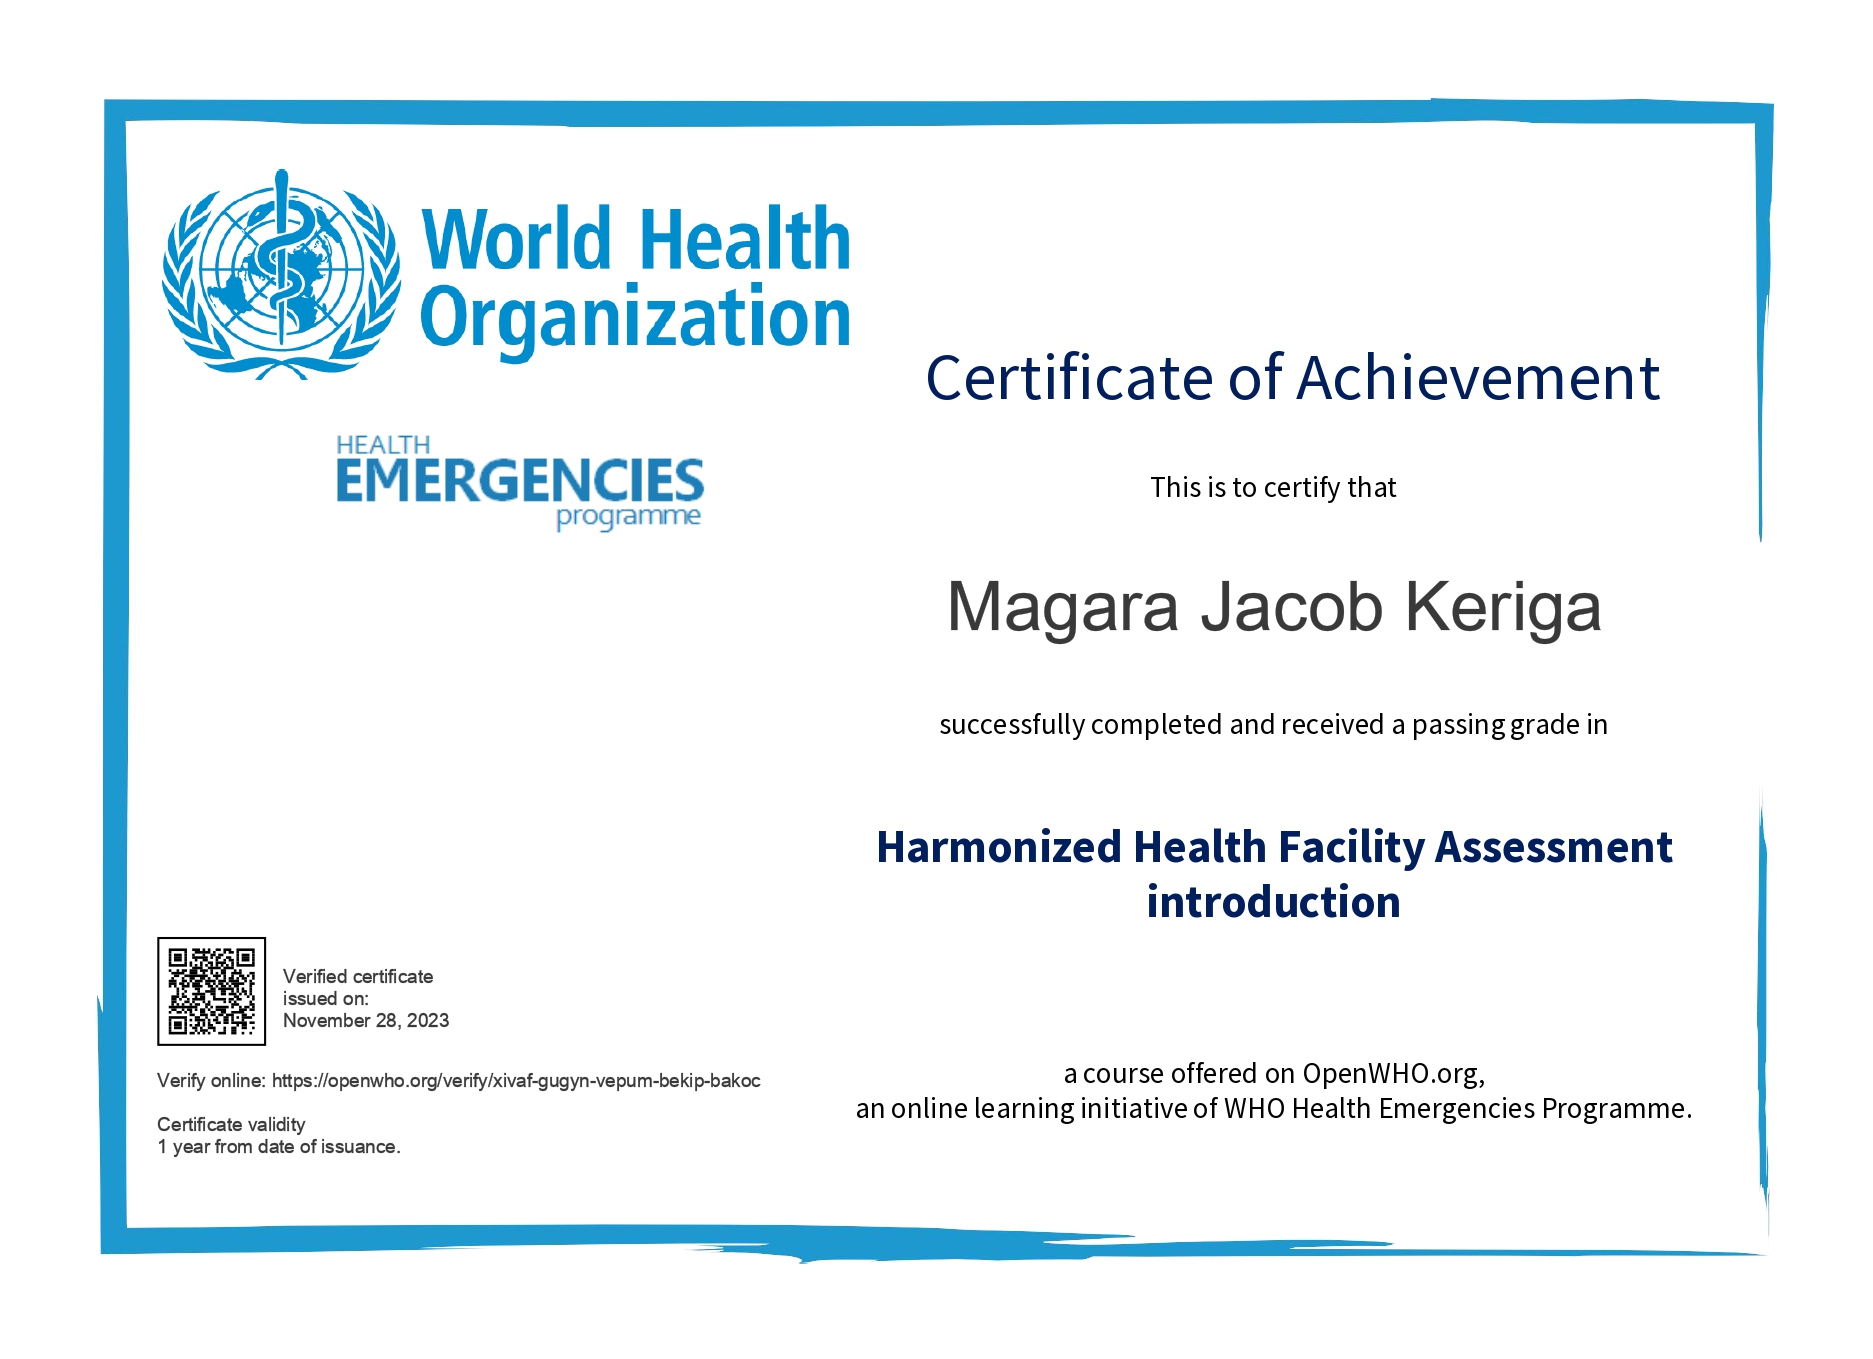 World Health
Organization
HEALTH
EMERGENCIES
programme
Certificate of Achievement
This is to certify that
Magara Jacob Keriga
successfully completed and received a passing grade in
Harmonized Health Facility Assessment
introduction
Verified certificate
issued on:
November 28, 2023
Verify online: https://openwho.org/verify/xivaf-gugyn-vepum-bekip-bakoc
Certificate validity
1 year from date of issuance.
a course offered on OpenWHO.org,
an online learning initiative of WHO Health Emergencies Programme.